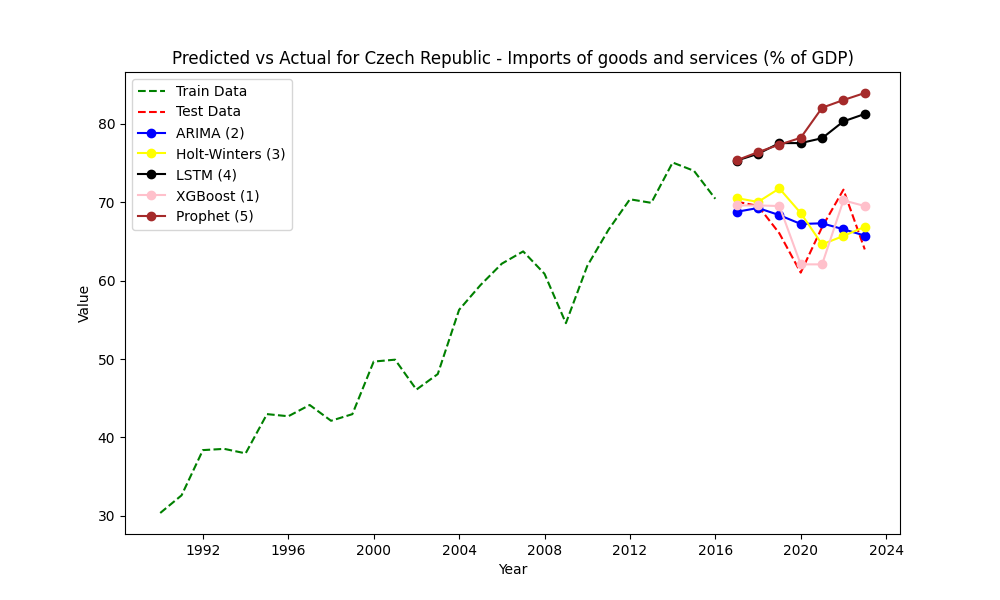 Predicted vs Actual for Czech Republic - Imports of goods and services (% of GDP)
Train Data
Test Data
ARIMA (2)
Holt-Winters (3)
LSTM (4)
XGBoost (1)
Prophet (5)
Value
80
70
60
50
40
30
1992 1996 2000 2004 2008 2012 2016 2020 2024
Year